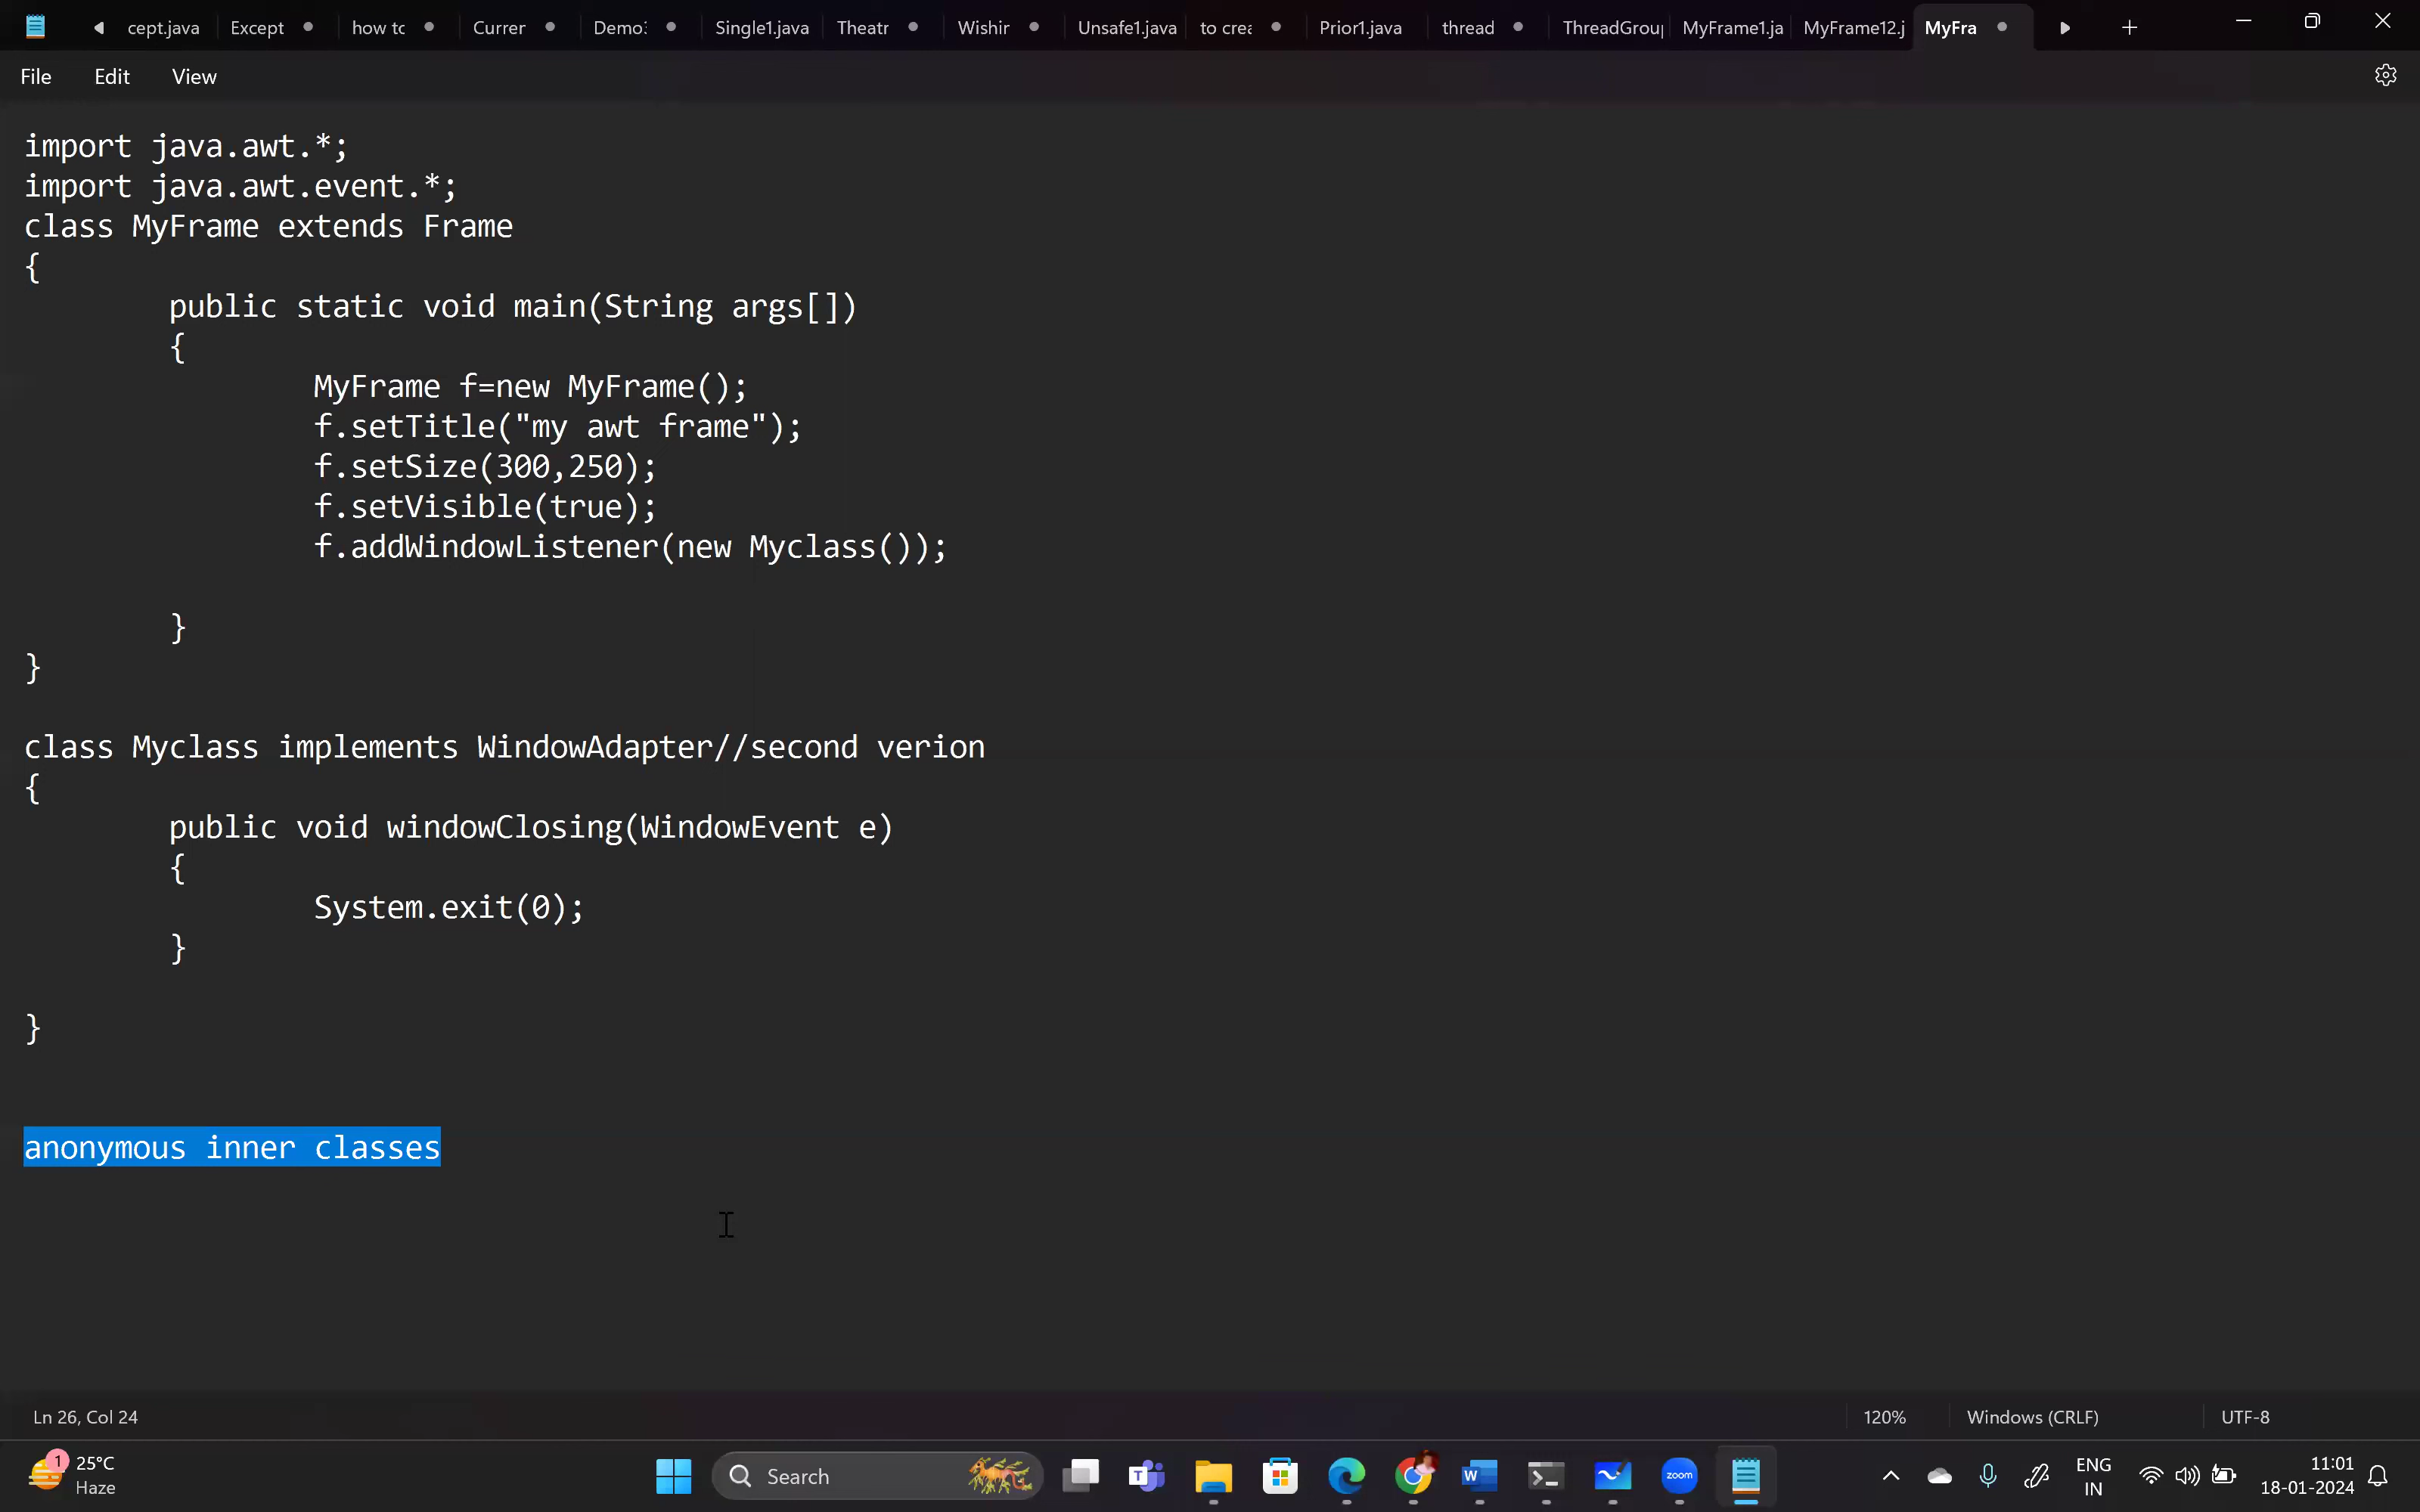 cept.java Except how to Currer Demo: Single1.java Theatr Wishir Unsafe1.java to crea Prior1.java thread ThreadGrou MyFrame1.ja MyFrame12.j MyFra
File Edit View
import java.awt.*;
import java.awt.event.*;
class MyFrame extends Frame
{
public static void main(String args[])
{
MyFrame f=new MyFrame();
f.setTitle("my awt frame");
f.setSize(300,250);
f.setVisible(true);
f.addWindowListener(new Myclass());
}
}
class Myclass implements WindowAdapter//second verion
{
public void windowClosing(WindowEvent e)
{
System.exit(0);
}
}
anonymous inner classes
Ln 26, Col 24 120% Windows (CRLF) UTF-8
1 25°C Search zoom ENG 11:01
Haze IN 18-01-2024